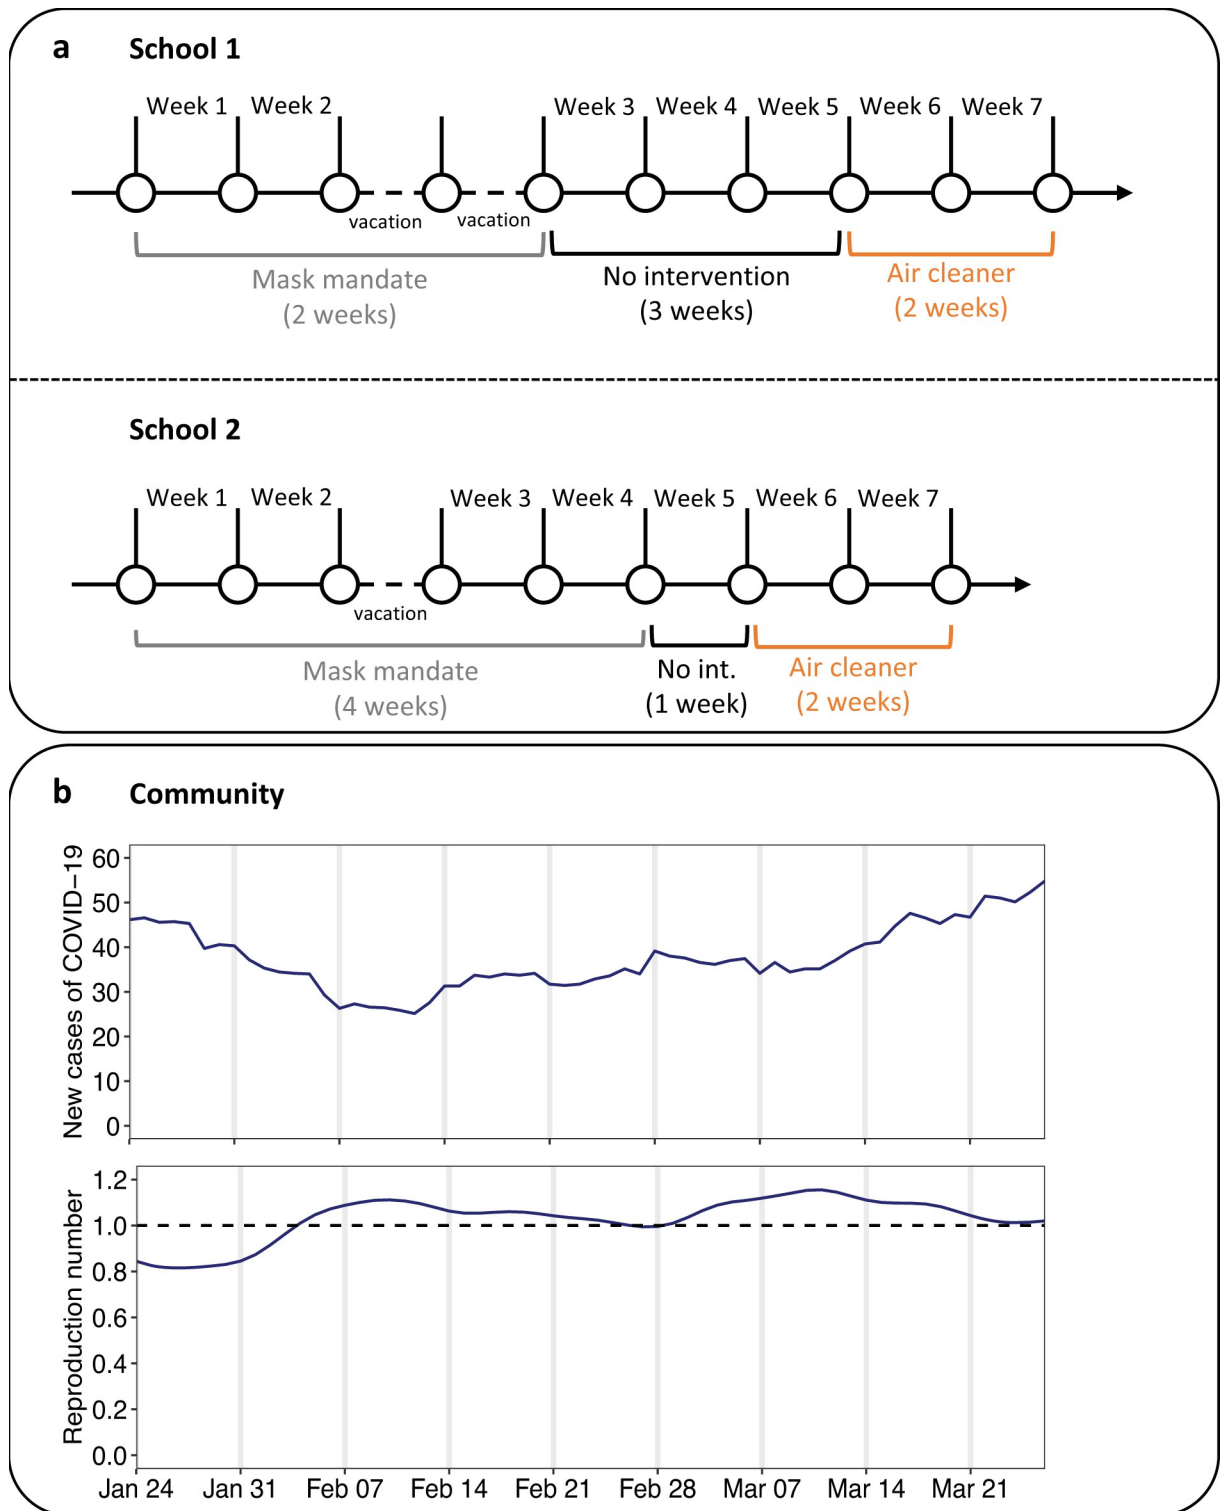 a School 1
Week 1 Week 2 Week 3 Week 4 Week 5 Week 6 Week 7
vacation vacation
Mask mandate
(2 weeks)
No intervention
(3 weeks)
Air cleaner
(2 weeks)
School 2
Week 1 Week 2 Week 3 Week 4 Week 5 Week 6 Week 7
vacation
Mask mandate
(4 weeks)
No int.
(1 week)
Air cleaner
(2 weeks)
b Community
New cases of COVID−19
60
50
40
30
20
10
0
Reproduction number
1.2
1.0
0.8
0.6
0.4
0.2
0.0
Jan 24 Jan 31 Feb 07 Feb 14 Feb 21 Feb 28 Mar 07 Mar 14 Mar 21